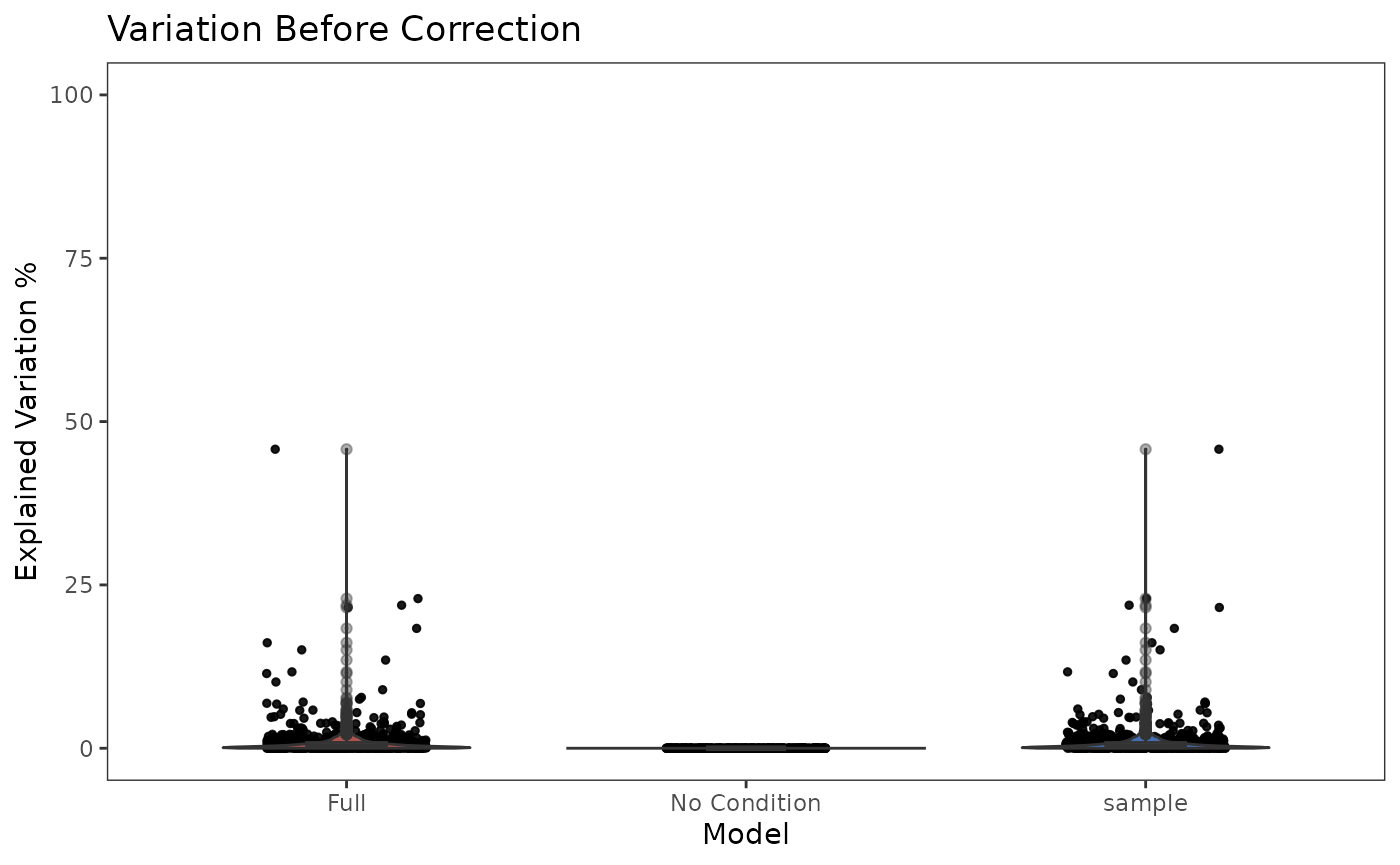 Variation Before Correction
Explained Variation %
100
75
50
25
0
Full
No Condition
sample
Model